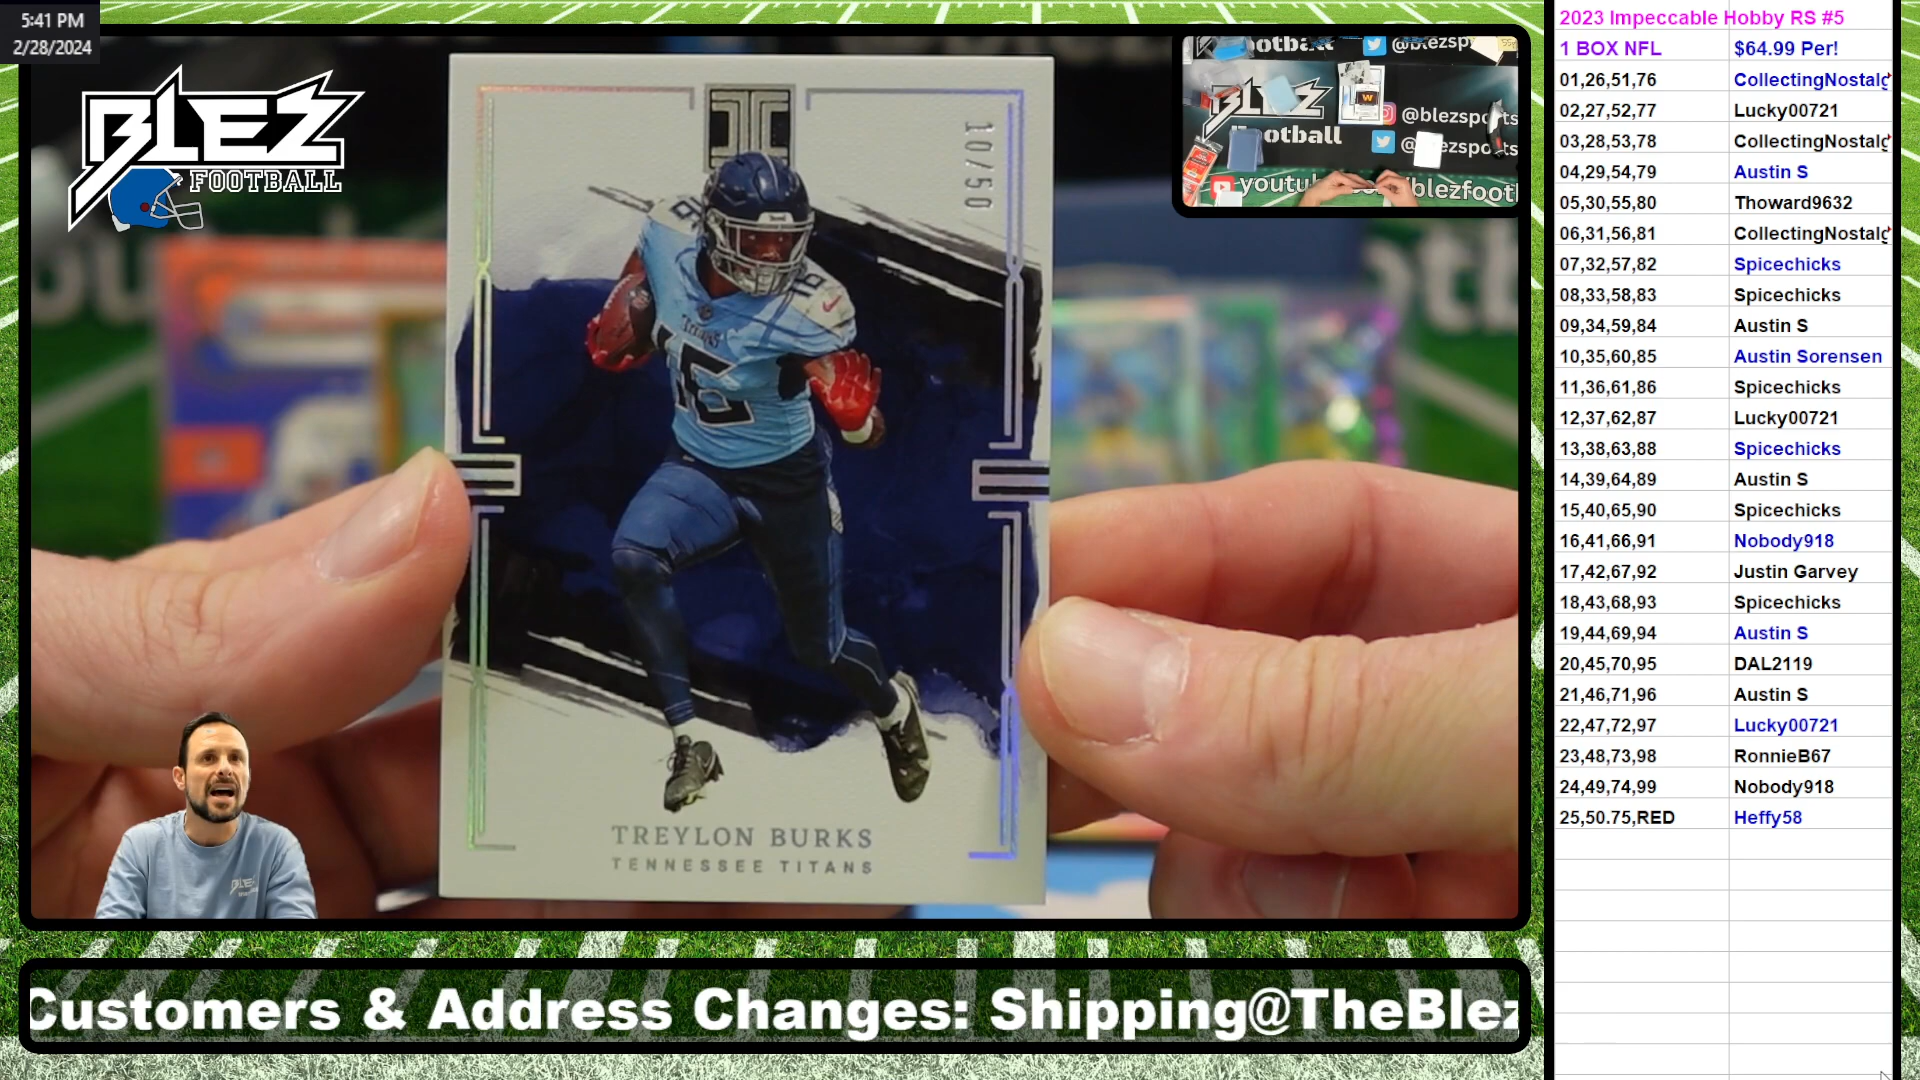 5:41 PM
2/28/2024
BLEZ
FOOTBALL
10/50
TITANS
16
TREYLON BURKS
TENNESSEE TITANS
@blezsports
football
youtu
blezfootb
Customers & Address Changes: Shipping@TheBlez
2023 Impeccable Hobby RS #5
1 BOX NFL $64.99 Per!
01,26,51,76 CollectingNostalg
02,27,52,77 Lucky00721
03,28,53,78 CollectingNostalg
04,29,54,79 Austin S
05,30,55,80 Thoward9632
06,31,56,81 CollectingNostalg
07,32,57,82 Spicechicks
08,33,58,83 Spicechicks
09,34,59,84 Austin S
10,35,60,85 Austin Sorensen
11,36,61,86 Spicechicks
12,37,62,87 Lucky00721
13,38,63,88 Spicechicks
14,39,64,89 Austin S
15,40,65,90 Spicechicks
16,41,66,91 Nobody918
17,42,67,92 Justin Garvey
18,43,68,93 Spicechicks
19,44,69,94 Austin S
20,45,70,95 DAL2119
21,46,71,96 Austin S
22,47,72,97 Lucky00721
23,48,73,98 RonnieB67
24,49,74,99 Nobody918
25,50.75,RED Heffy58